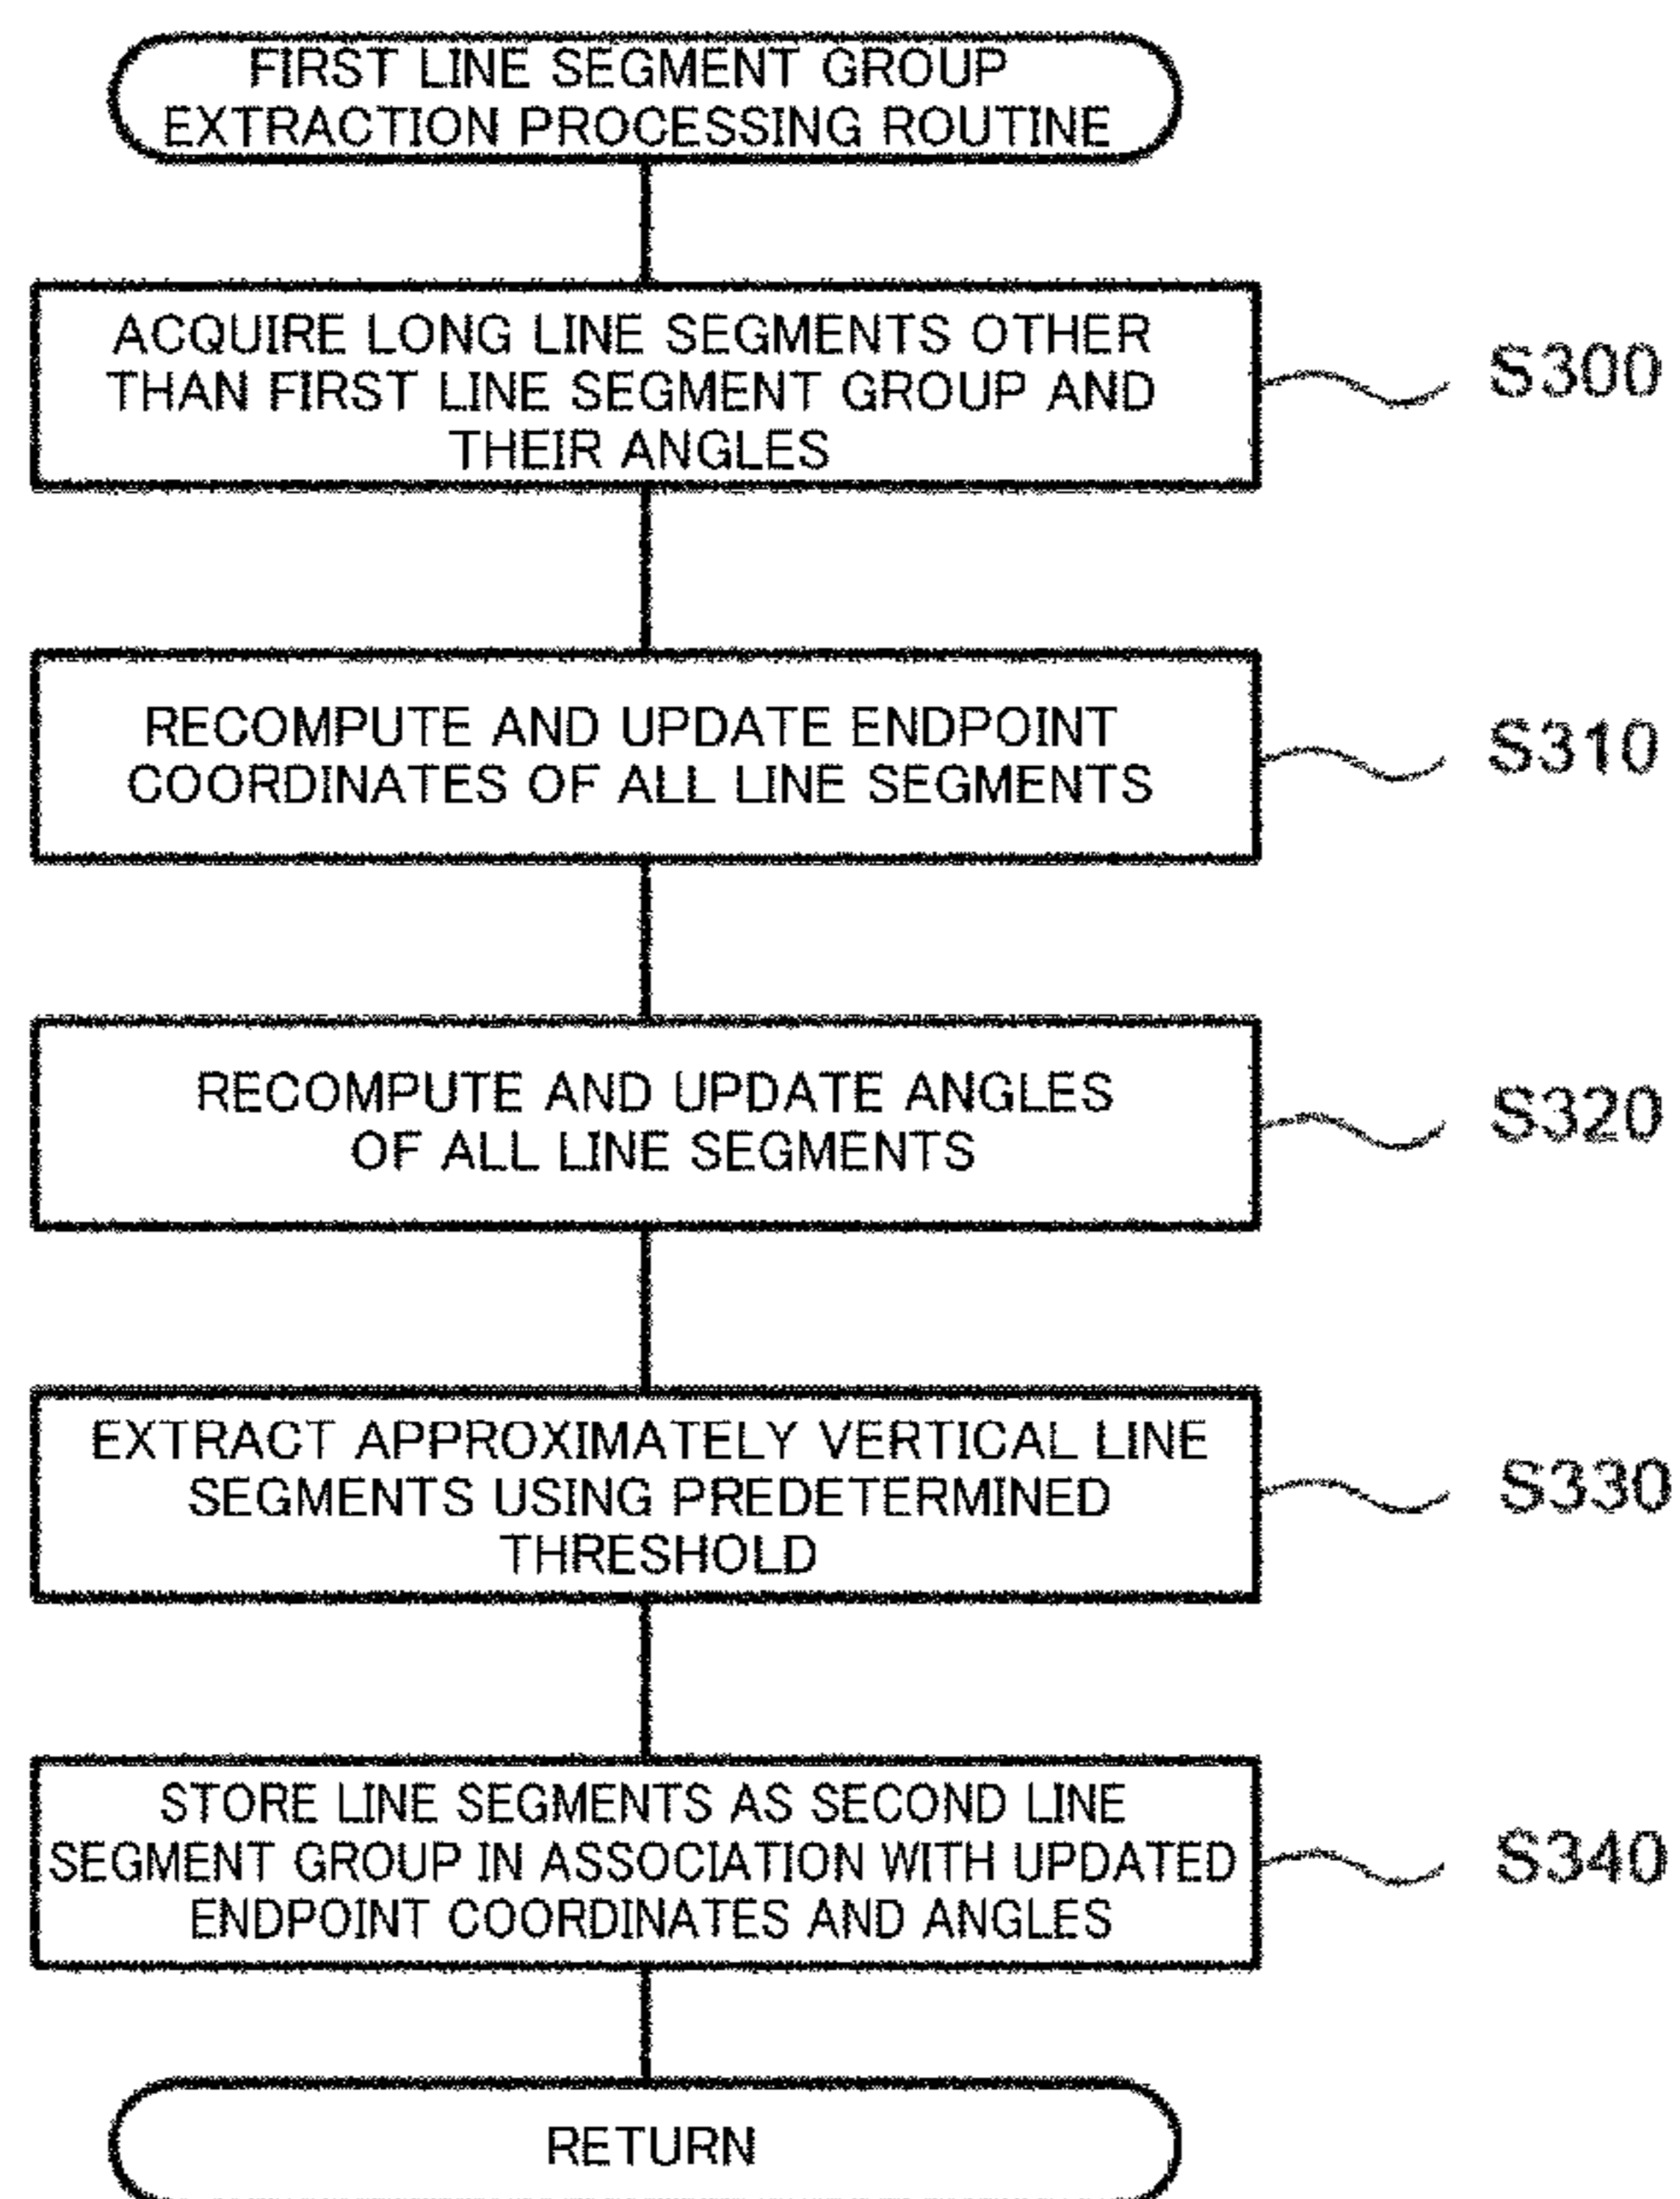 FIRST LINE SEGMENT GROUP
EXTRACTION PROCESSING ROUTINE
ACQUIRE LONG LINE SEGMENTS OTHER
THAN FIRST LINE SEGMENT GROUP AND
THEIR ANGLES
S300
RECOMPUTE AND UPDATE ENDPOINT
COORDINATES OF ALL LINE SEGMENTS
S310
RECOMPUTE AND UPDATE ANGLES
OF ALL LINE SEGMENTS
S320
EXTRACT APPROXIMATELY VERTICAL LINE
SEGMENTS USING PREDETERMINED
THRESHOLD
S330
STORE LINE SEGMENTS AS SECOND LINE
SEGMENT GROUP IN ASSOCIATION WITH UPDATED
ENDPOINT COORDINATES AND ANGLES
S340
RETURN